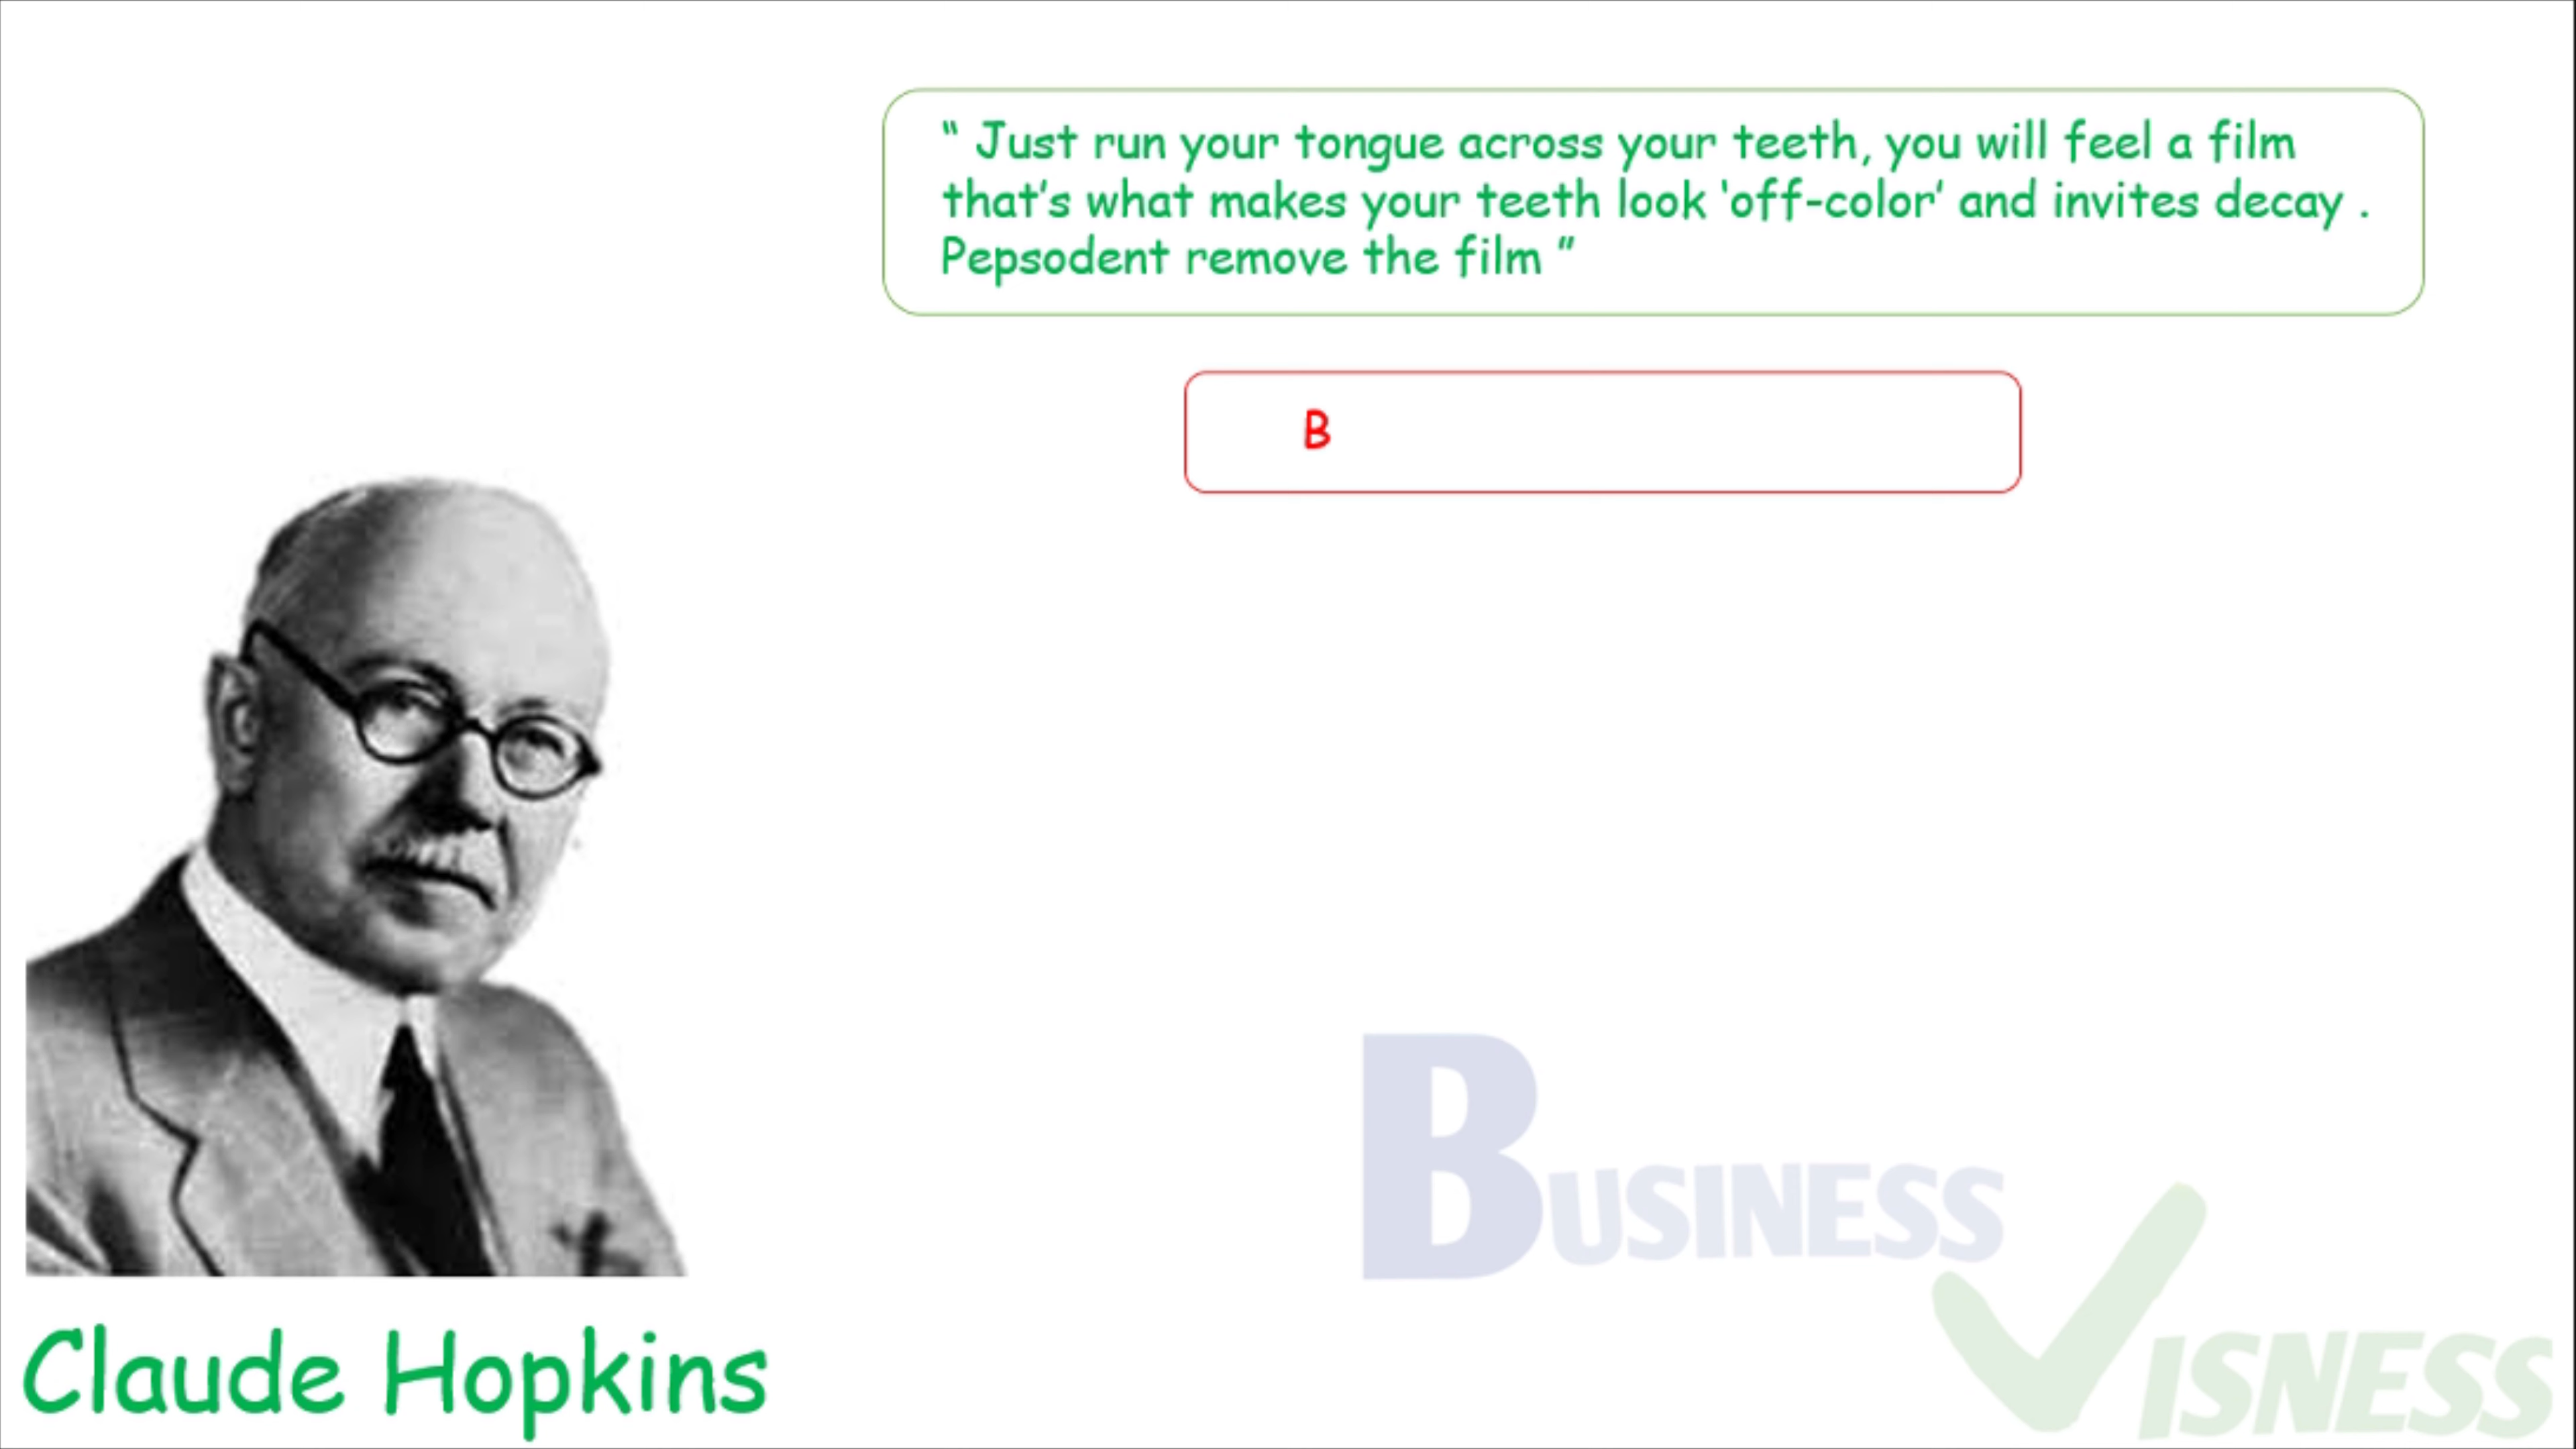 “ Just run your tongue across your teeth, you will feel a film
that’s what makes your teeth look ‘off-color’ and invites decay .
Pepsodent remove the film ”
B
BUSINESS
VISNESS
Claude Hopkins